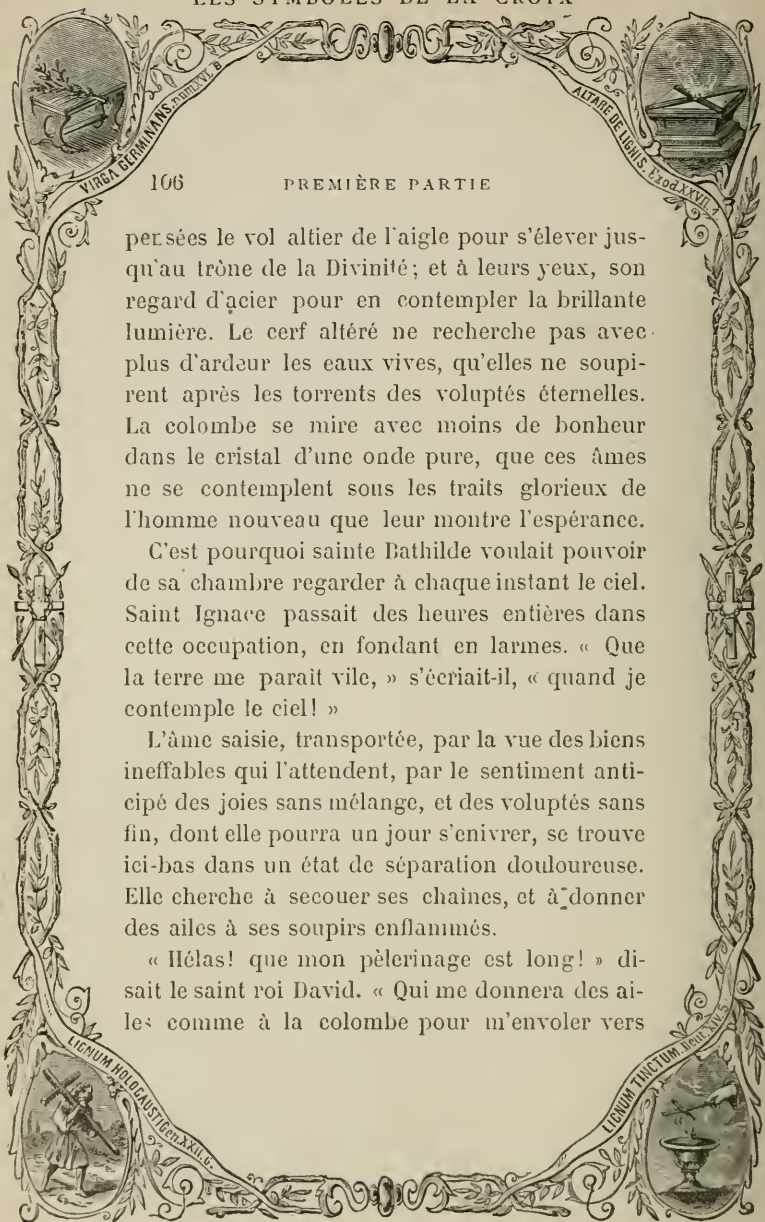 LES SYMBOLES DE LA CROIX
VIRGA GERMINANS.
ALTARE DE LIGNIS. Exod XXVII.
106 PREMIÈRE PARTIE
pensées le vol altier de l'aigle pour s'élever jus-
qu'au trône de la Divinité; et à leurs yeux, son
regard d'acier pour en contempler la brillante
lumière. Le cerf altéré ne recherche pas avec
plus d'ardeur les eaux vives, qu'elles ne soupi-
rent après les torrents des voluptés éternelles.
La colombe se mire avec moins de bonheur
dans le cristal d'une onde pure, que ces âmes
ne se contemplent sous les traits glorieux de
l'homme nouveau que leur montre l'espérance.
C'est pourquoi sainte Bathilde voulait pouvoir
de sa chambre regarder à chaque instant le ciel.
Saint Ignace passait des heures entières dans
cette occupation, en fondant en larmes. « Que
la terre me paraît vile, » s'écriait-il, « quand je
contemple le ciel! »
L'âme saisie, transportée, par la vue des biens
ineffables qui l'attendent, par le sentiment anti-
cipé des joies sans mélange, et des voluptés sans
fin, dont elle pourra un jour s'enivrer, se trouve
ici-bas dans un état de séparation douloureuse.
Elle cherche à secouer ses chaînes, et à donner
des ailes à ses soupirs enflammés.
« Hélas! que mon pèlerinage est long! » di-
sait le saint roi David. « Qui me donnera des ai-
les comme à la colombe pour m'envoler vers
LIGNUM HOLOCAUSTI Gen. XXII. 6.
LIGNUM TINCTUM.